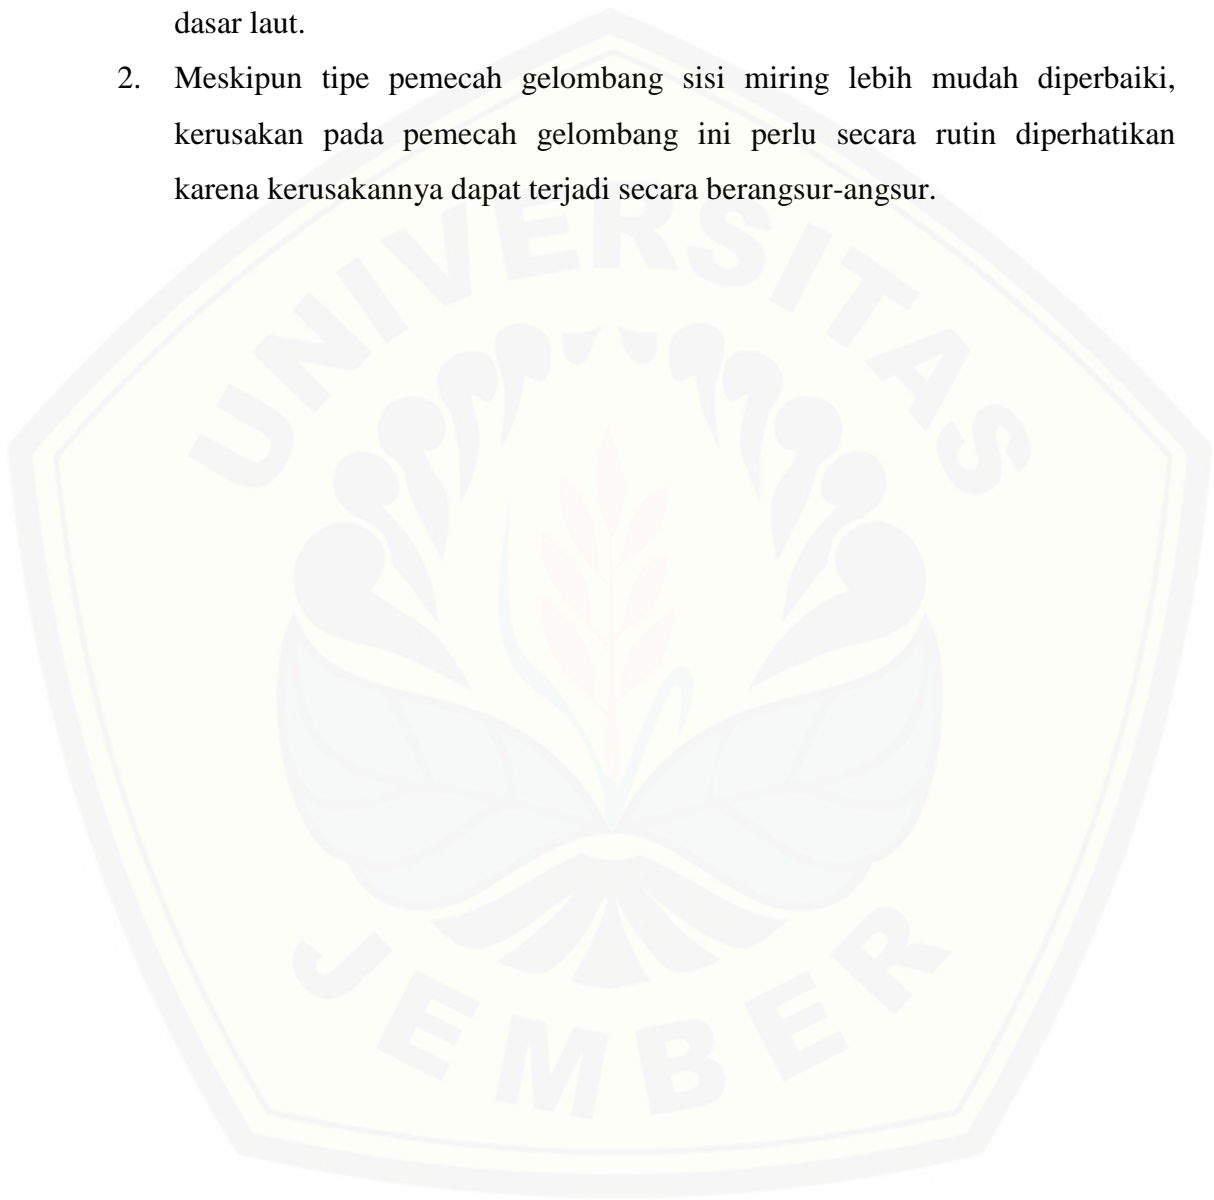 dasar laut.
2. Meskipun tipe pemecah gelombang sisi miring lebih mudah diperbaiki,
kerusakan pada pemecah gelombang ini perlu secara rutin diperhatikan
karena kerusakannya dapat terjadi secara berangsur-angsur.
UNIVERSITAS
JEMBER